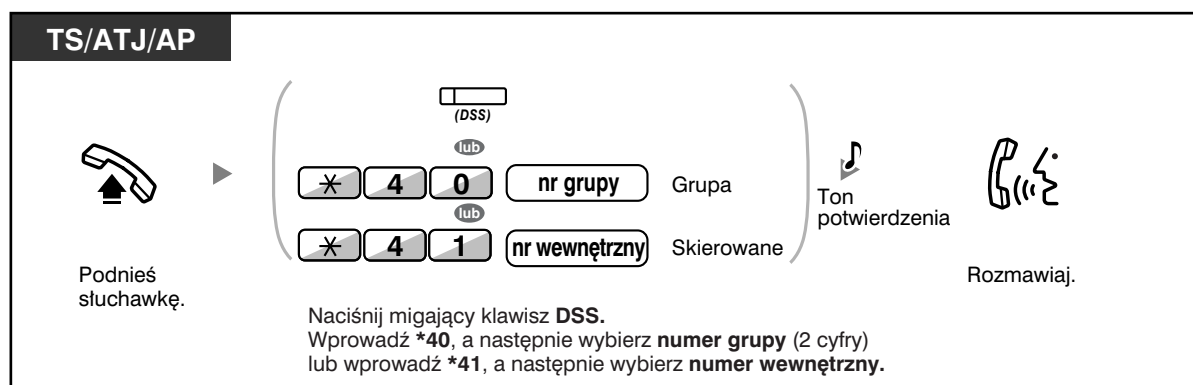 TS/ATJ/AP
(DSS)
lub
* 4 0 nr grupy Grupa
lub
* 4 1 nr wewnętrzny Skierowane
Ton
potwierdzenia
Podnieś
słuchawkę.
Rozmawiaj.
Naciśnij migający klawisz DSS.
Wprowadź *40, a następnie wybierz numer grupy (2 cyfry)
lub wprowadź *41, a następnie wybierz numer wewnętrzny.